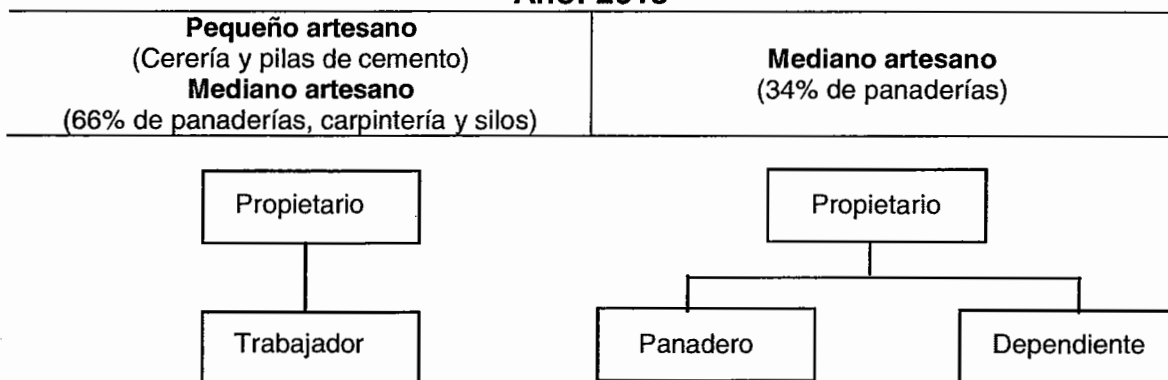 Pequeño artesano
(Cerería y pilas de cemento)
Mediano artesano
(66% de panaderías, carpintería y silos)
Mediano artesano
(34% de panaderías)
Propietario
Propietario
Trabajador
Panadero
Dependiente